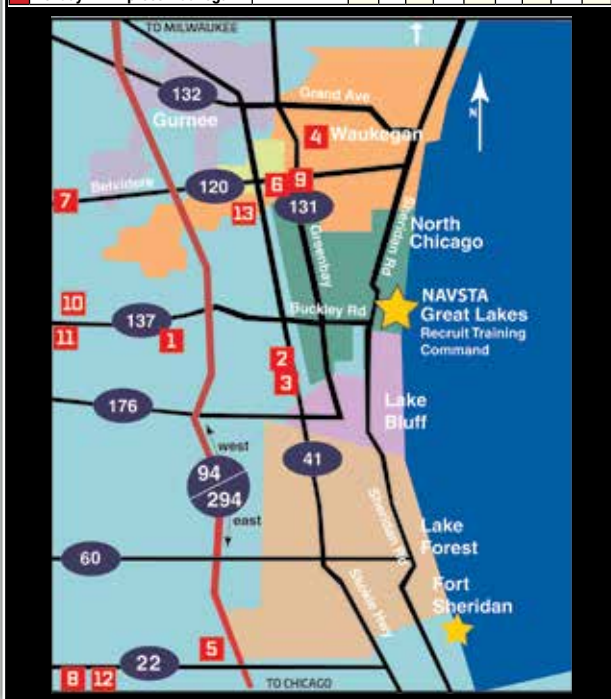 TO MILWAUKEE
132
Grand Ave
Gurnee
4
Waukegan
N
Belvidere
120
6
9
7
13
131
Greenbay
Sheridan Rd
North
Chicago
10
137
Buckley Rd
NAVSTA
Great Lakes
Recruit Training
Command
11
1
2
3
176
Lake
Bluff
west
94
294
east
41
Sheridan Rd
Lake
Forest
60
Skokie Hwy
Fort
Sheridan
5
22
8
12
TO CHICAGO